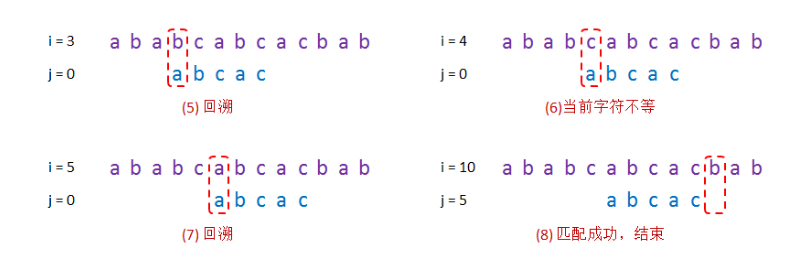 i = 3 a b a b c a b c a c b a b
j = 0 a b c a c
(5) 回溯
i = 4 a b a b c a b c a c b a b
j = 0 a b c a c
(6)当前字符不等
i = 5 a b a b c a b c a c b a b
j = 0 a b c a c
(7) 回溯
i = 10 a b a b c a b c a c b a b
j = 5 a b c a c
(8) 匹配成功，结束